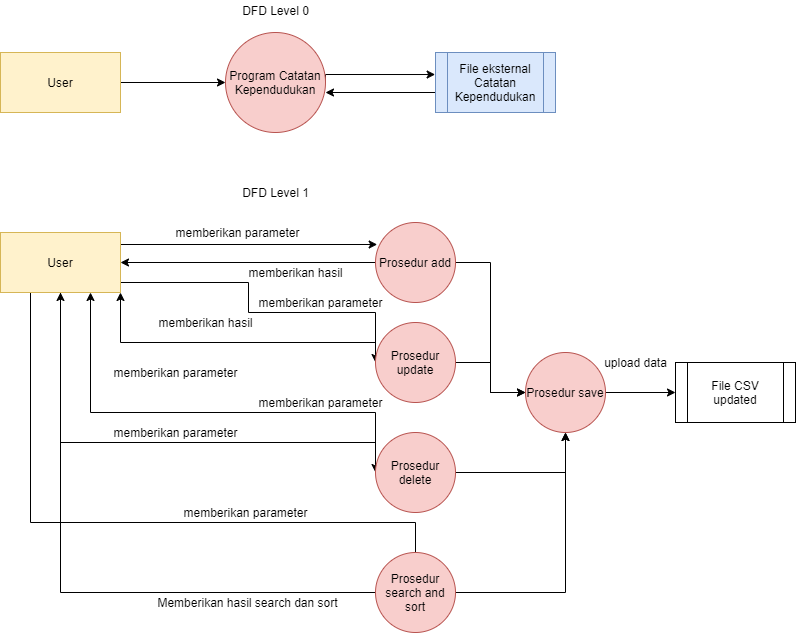 DFD Level 0
User
Program Catatan
Kependudukan
File eksternal
Catatan
Kependudukan
DFD Level 1
User
memberikan parameter
Prosedur add
memberikan hasil
memberikan parameter
memberikan hasil
Prosedur
update
memberikan parameter
memberikan parameter
memberikan parameter
Prosedur
delete
upload data
Prosedur save
File CSV
updated
memberikan parameter
Prosedur
search and
sort
Memberikan hasil search dan sort